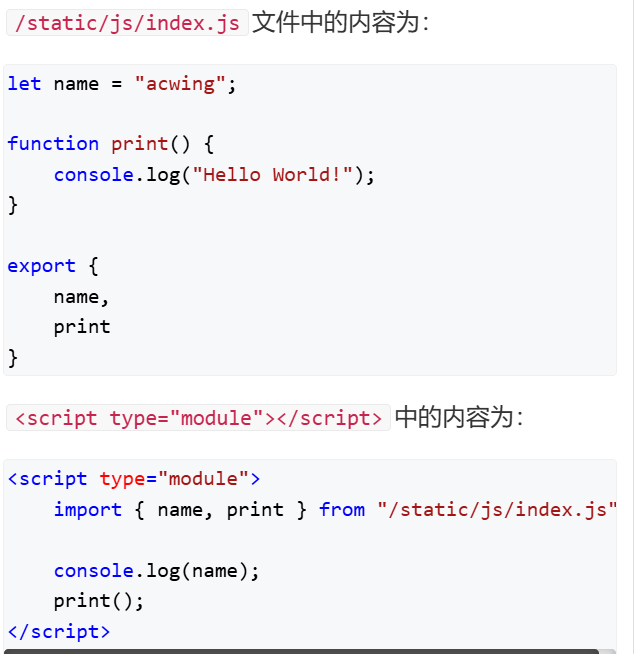 /static/js/index.js 文件中的内容为：
let name = "acwing";
function print() {
    console.log("Hello World!");
}
export {
    name,
    print
}
<script type="module"></script> 中的内容为：
<script type="module">
    import { name, print } from "/static/js/index.js"
    console.log(name);
    print();
</script>